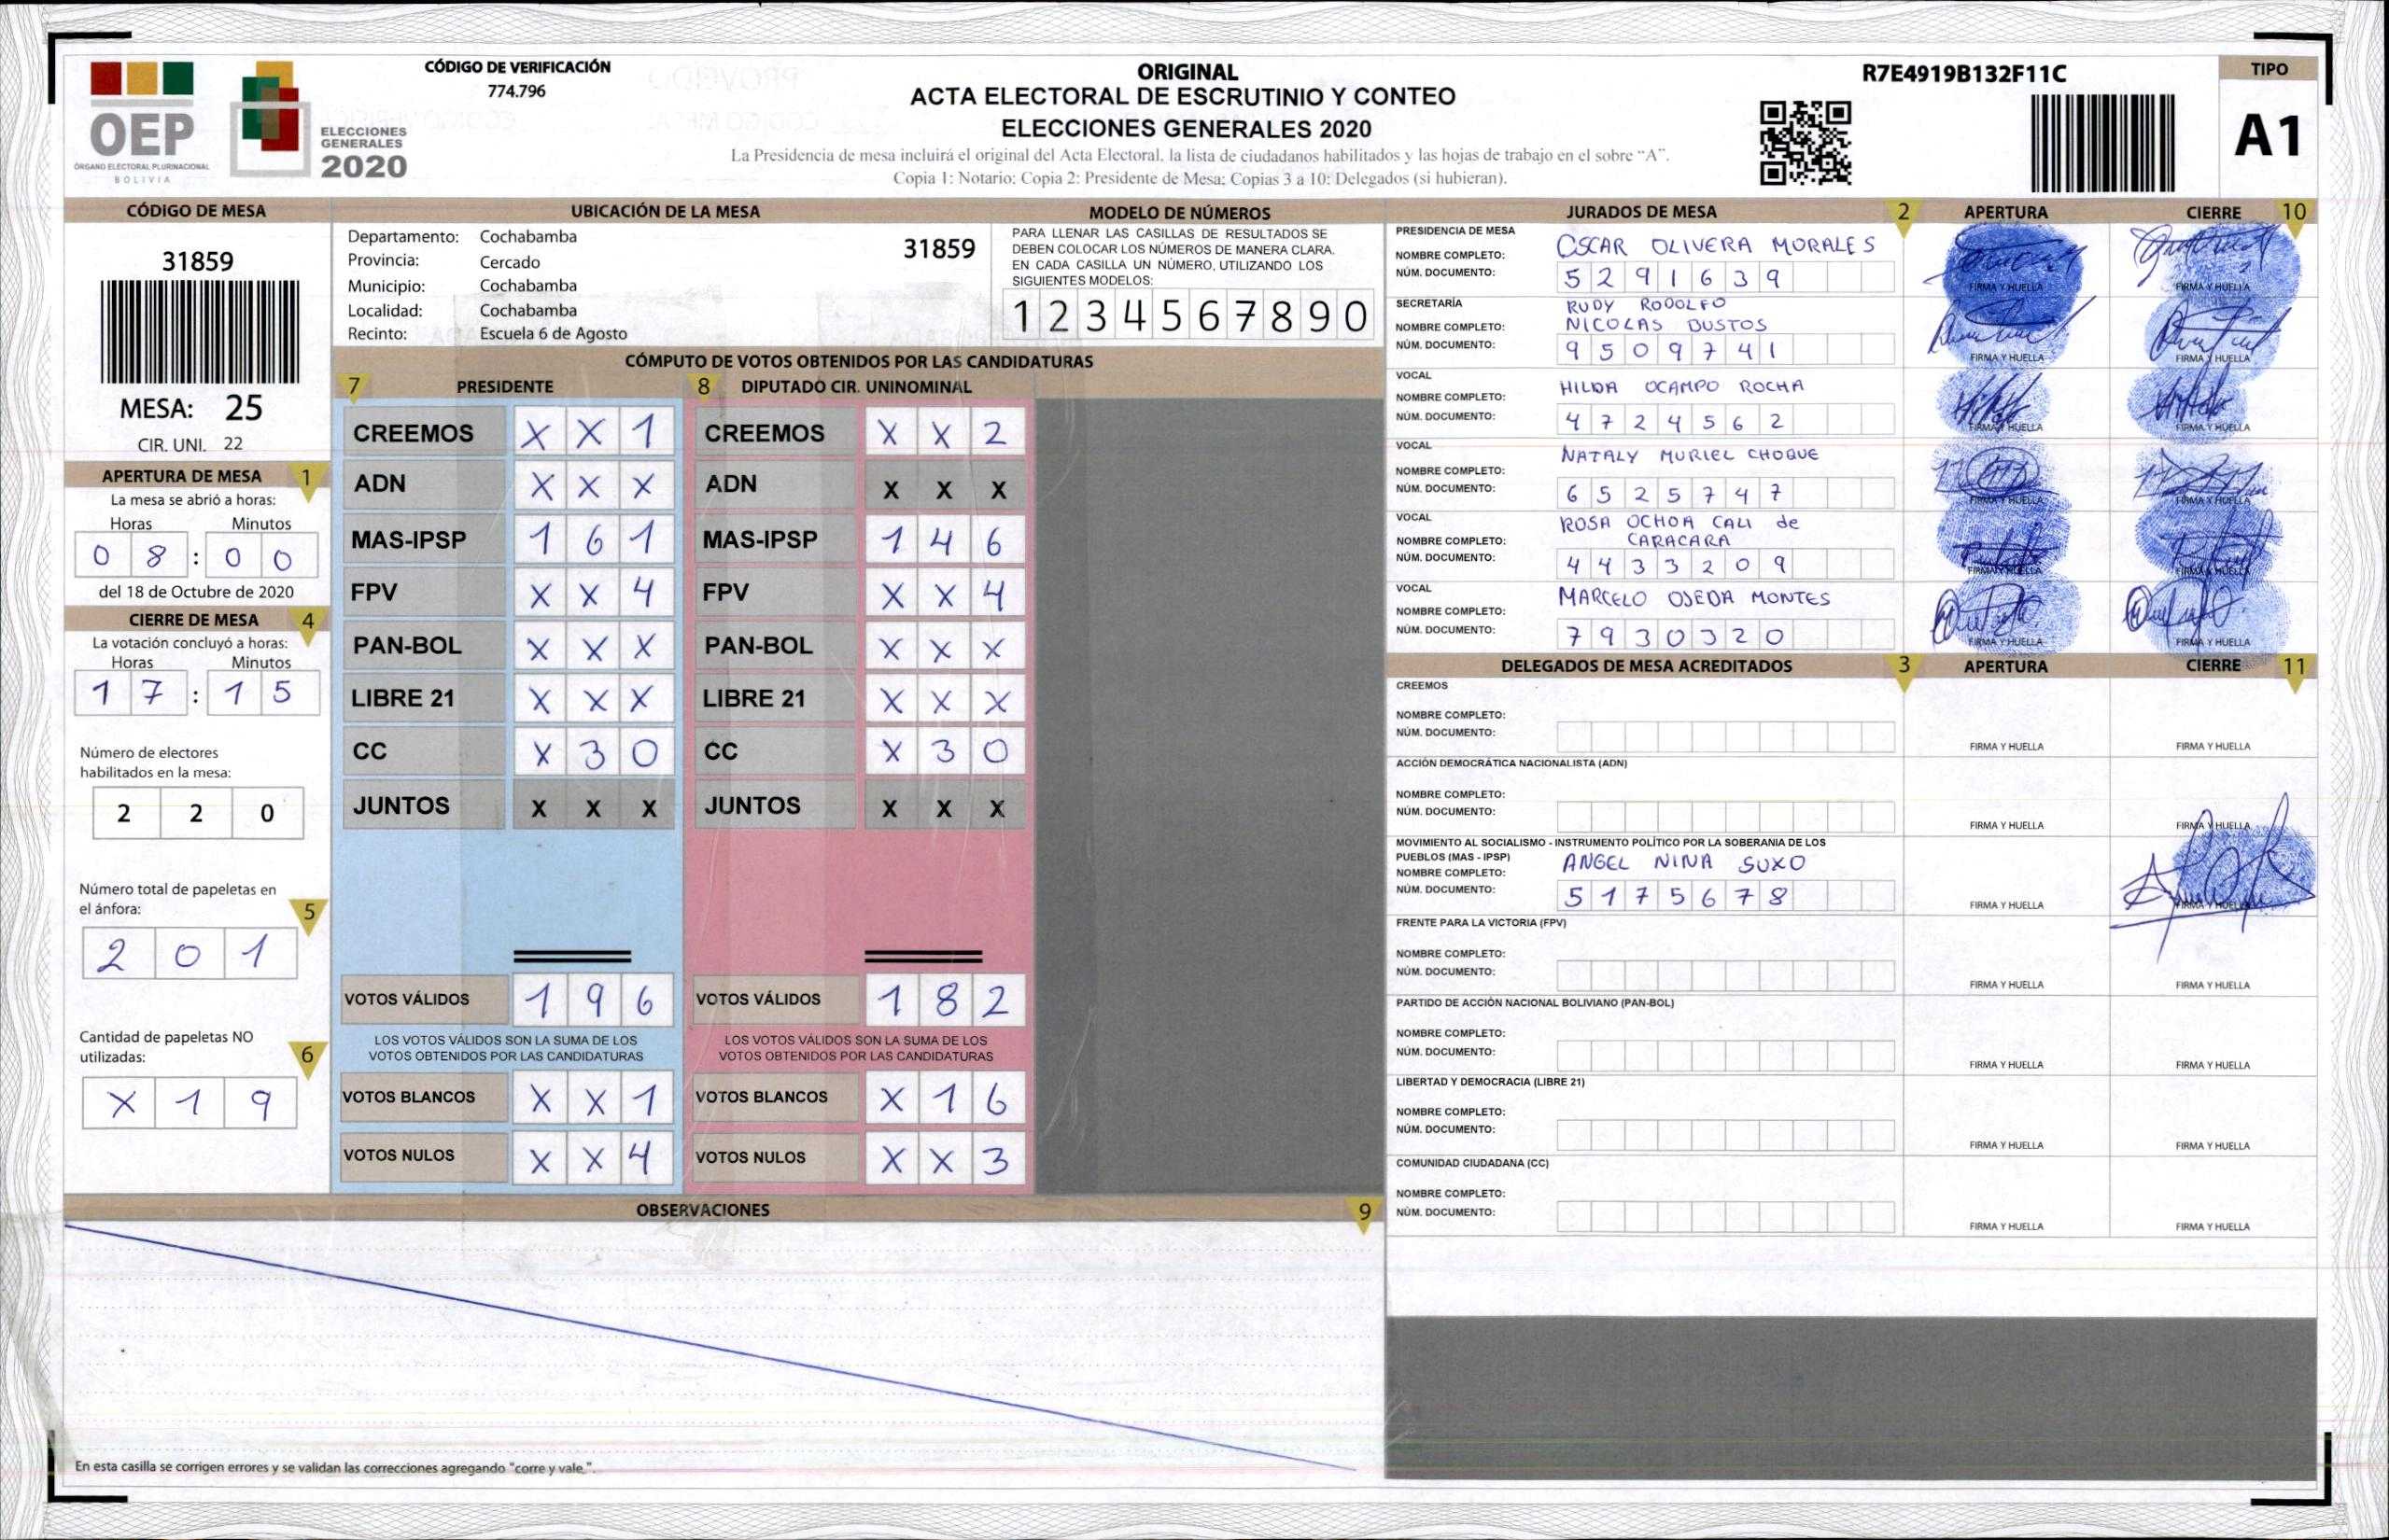 OEP
ÓRGANO ELECTORAL PLURINACIONAL
BOLIVIA
ELECCIONES
GENERALES
2020
CÓDIGO DE VERIFICACIÓN
774.796
ORIGINAL
ACTA ELECTORAL DE ESCRUTINIO Y CONTEO
ELECCIONES GENERALES 2020
La Presidencia de mesa incluirá el original del Acta Electoral, la lista de ciudadanos habilitados y las hojas de trabajo en el sobre “A”.
Copia 1: Notario; Copia 2: Presidente de Mesa; Copias 3 a 10: Delegados (si hubieran).
R7E4919B132F11C
TIPO
A1
CÓDIGO DE MESA
31859
MESA: 25
CIR. UNI. 22
APERTURA DE MESA 1
La mesa se abrió a horas:
Horas Minutos
0 8 : 0 0
del 18 de Octubre de 2020
CIERRE DE MESA 4
La votación concluyó a horas:
Horas Minutos
1 7 : 1 5
Número de electores
habilitados en la mesa:
2 2 0
Número total de papeletas en
el ánfora: 5
2 0 1
Cantidad de papeletas NO
utilizadas: 6
X 1 9
UBICACIÓN DE LA MESA
Departamento: Cochabamba
31859
Provincia: Cercado
Municipio: Cochabamba
Localidad: Cochabamba
Recinto: Escuela 6 de Agosto
MODELO DE NÚMEROS
PARA LLENAR LAS CASILLAS DE RESULTADOS SE
DEBEN COLOCAR LOS NÚMEROS DE MANERA CLARA.
EN CADA CASILLA UN NÚMERO, UTILIZANDO LOS
SIGUIENTES MODELOS:
1 2 3 4 5 6 7 8 9 0
CÓMPUTO DE VOTOS OBTENIDOS POR LAS CANDIDATURAS
7 PRESIDENTE 8 DIPUTADO CIR. UNINOMINAL
CREEMOS X X 1 CREEMOS X X 2
ADN X X X ADN X X X
MAS-IPSP 1 6 1 MAS-IPSP 1 4 6
FPV X X 4 FPV X X 4
PAN-BOL X X X PAN-BOL X X X
LIBRE 21 X X X LIBRE 21 X X X
CC X 3 0 CC X 3 0
JUNTOS X X X JUNTOS X X X
VOTOS VÁLIDOS 1 9 6 VOTOS VÁLIDOS 1 8 2
LOS VOTOS VÁLIDOS SON LA SUMA DE LOS LOS VOTOS VÁLIDOS SON LA SUMA DE LOS
VOTOS OBTENIDOS POR LAS CANDIDATURAS VOTOS OBTENIDOS POR LAS CANDIDATURAS
VOTOS BLANCOS X X 1 VOTOS BLANCOS X 1 6
VOTOS NULOS X X 4 VOTOS NULOS X X 3
OBSERVACIONES 9
En esta casilla se corrigen errores y se validan las correcciones agregando "corre y vale,".
JURADOS DE MESA 2 APERTURA CIERRE 10
PRESIDENCIA DE MESA
NOMBRE COMPLETO: OSCAR OLIVERA MORALES
NÚM. DOCUMENTO: 5 2 9 1 6 3 9
FIRMA Y HUELLA FIRMA Y HUELLA
SECRETARÍA RUDY RODOLFO
NOMBRE COMPLETO: NICOLAS BUSTOS
NÚM. DOCUMENTO: 9 5 0 9 7 4 1
FIRMA Y HUELLA FIRMA Y HUELLA
VOCAL
NOMBRE COMPLETO: HILDA OCAMPO ROCHA
NÚM. DOCUMENTO: 4 7 2 4 5 6 2
FIRMA Y HUELLA FIRMA Y HUELLA
VOCAL
NOMBRE COMPLETO: NATALY MURIEL CHOQUE
NÚM. DOCUMENTO: 6 5 2 5 7 4 7
FIRMA Y HUELLA FIRMA Y HUELLA
VOCAL ROSA OCHOA CALI de
NOMBRE COMPLETO: CARACARA
NÚM. DOCUMENTO: 4 4 3 3 2 0 9
FIRMA Y HUELLA FIRMA Y HUELLA
VOCAL
NOMBRE COMPLETO: MARCELO OJEDA MONTES
NÚM. DOCUMENTO: 7 9 3 0 3 2 0
FIRMA Y HUELLA FIRMA Y HUELLA
DELEGADOS DE MESA ACREDITADOS 3 APERTURA CIERRE 11
CREEMOS
NOMBRE COMPLETO:
NÚM. DOCUMENTO:
FIRMA Y HUELLA FIRMA Y HUELLA
ACCIÓN DEMOCRÁTICA NACIONALISTA (ADN)
NOMBRE COMPLETO:
NÚM. DOCUMENTO:
FIRMA Y HUELLA FIRMA Y HUELLA
MOVIMIENTO AL SOCIALISMO - INSTRUMENTO POLÍTICO POR LA SOBERANIA DE LOS
PUEBLOS (MAS - IPSP)
NOMBRE COMPLETO: ANGEL NINA SUXO
NÚM. DOCUMENTO: 5 1 7 5 6 7 8
FIRMA Y HUELLA FIRMA Y HUELLA
FRENTE PARA LA VICTORIA (FPV)
NOMBRE COMPLETO:
NÚM. DOCUMENTO:
FIRMA Y HUELLA FIRMA Y HUELLA
PARTIDO DE ACCIÓN NACIONAL BOLIVIANO (PAN-BOL)
NOMBRE COMPLETO:
NÚM. DOCUMENTO:
FIRMA Y HUELLA FIRMA Y HUELLA
LIBERTAD Y DEMOCRACIA (LIBRE 21)
NOMBRE COMPLETO:
NÚM. DOCUMENTO:
FIRMA Y HUELLA FIRMA Y HUELLA
COMUNIDAD CIUDADANA (CC)
NOMBRE COMPLETO:
NÚM. DOCUMENTO:
FIRMA Y HUELLA FIRMA Y HUELLA